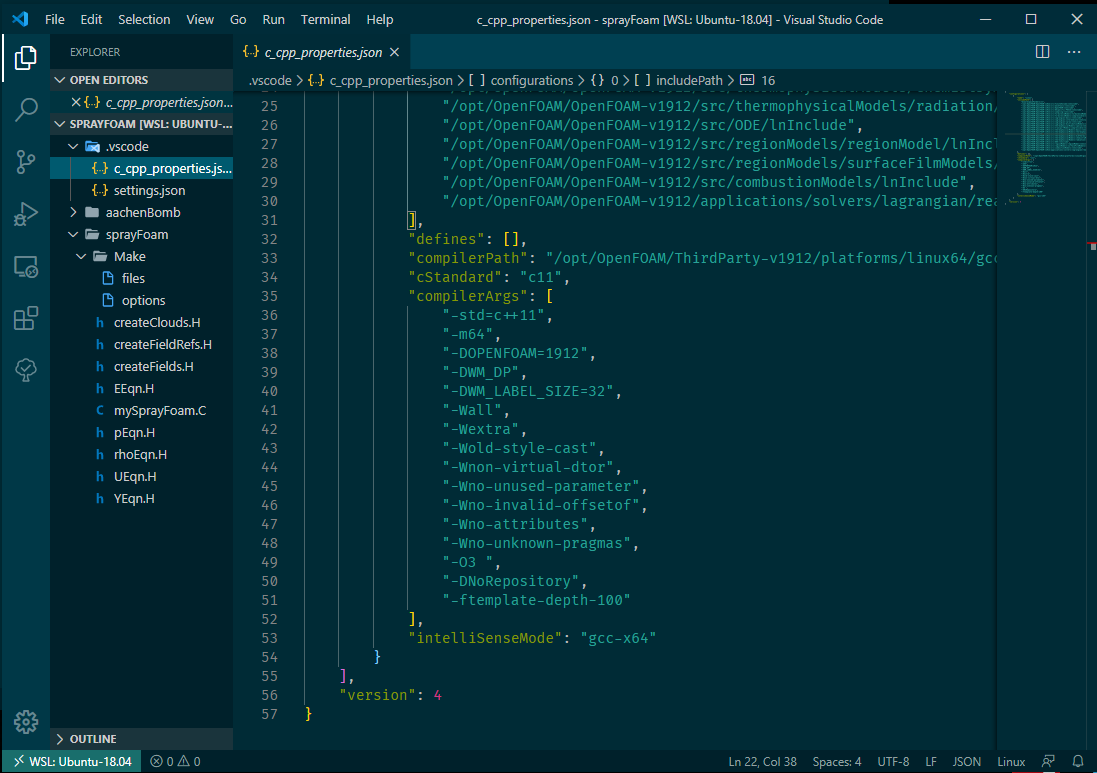 File Edit Selection View Go Run Terminal Help c_cpp_properties.json - sprayFoam [WSL: Ubuntu-18.04] - Visual Studio Code
EXPLORER
OPEN EDITORS
{..} c_cpp_properties.json...
SPRAYFOAM [WSL: UBUNTU-...
.vscode
{..} c_cpp_properties.js...
{..} settings.json
aachenBomb
sprayFoam
Make
files
options
h createClouds.H
h createFieldRefs.H
h createFields.H
h EEqn.H
C mySprayFoam.C
h pEqn.H
h rhoEqn.H
h UEqn.H
h YEqn.H
OUTLINE
{..} c_cpp_properties.json
.vscode > {..} c_cpp_properties.json > [ ] configurations > {} 0 > [ ] includePath > abc 16
25 "/opt/OpenFOAM/OpenFOAM-v1912/src/thermophysicalModels/radiation/
26 "/opt/OpenFOAM/OpenFOAM-v1912/src/ODE/lnInclude",
27 "/opt/OpenFOAM/OpenFOAM-v1912/src/regionModels/regionModel/lnIncl
28 "/opt/OpenFOAM/OpenFOAM-v1912/src/regionModels/surfaceFilmModels/
29 "/opt/OpenFOAM/OpenFOAM-v1912/src/combustionModels/lnInclude",
30 "/opt/OpenFOAM/OpenFOAM-v1912/applications/solvers/lagrangian/rea
31 ],
32 "defines": [],
33 "compilerPath": "/opt/OpenFOAM/ThirdParty-v1912/platforms/linux64/gcc
34 "cStandard": "c11",
35 "compilerArgs": [
36 "-std=c++11",
37 "-m64",
38 "-DOPENFOAM=1912",
39 "-DWM_DP",
40 "-DWM_LABEL_SIZE=32",
41 "-Wall",
42 "-Wextra",
43 "-Wold-style-cast",
44 "-Wnon-virtual-dtor",
45 "-Wno-unused-parameter",
46 "-Wno-invalid-offsetof",
47 "-Wno-attributes",
48 "-Wno-unknown-pragmas",
49 "-O3 ",
50 "-DNoRepository",
51 "-ftemplate-depth-100"
52 ],
53 "intelliSenseMode": "gcc-x64"
54 }
55 ],
56 "version": 4
57 }
WSL: Ubuntu-18.04 0 0 Ln 22, Col 38 Spaces: 4 UTF-8 LF JSON Linux